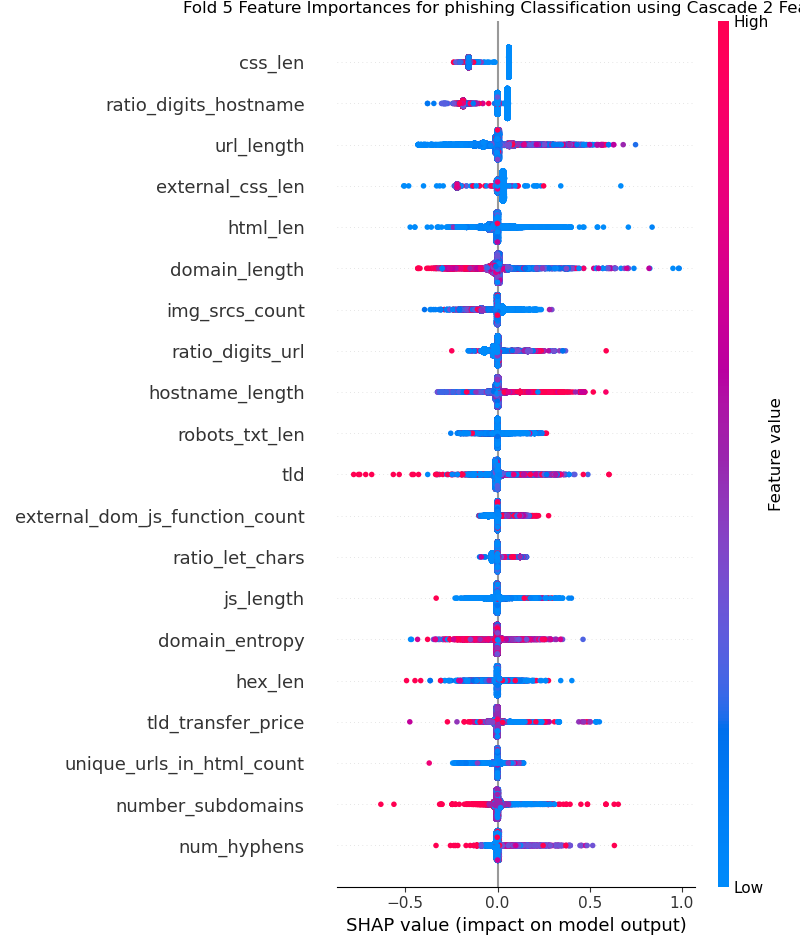 Fold 5 Feature Importances for phishing Classification using Cascade 2 Fea
High
css_len
ratio_digits_hostname
url_length
external_css_len
html_len
domain_length
img_srcs_count
ratio_digits_url
hostname_length
robots_txt_len
tld
external_dom_js_function_count
ratio_let_chars
js_length
domain_entropy
hex_len
tld_transfer_price
unique_urls_in_html_count
number_subdomains
num_hyphens
Feature value
Low
−0.5 0.0 0.5 1.0
SHAP value (impact on model output)